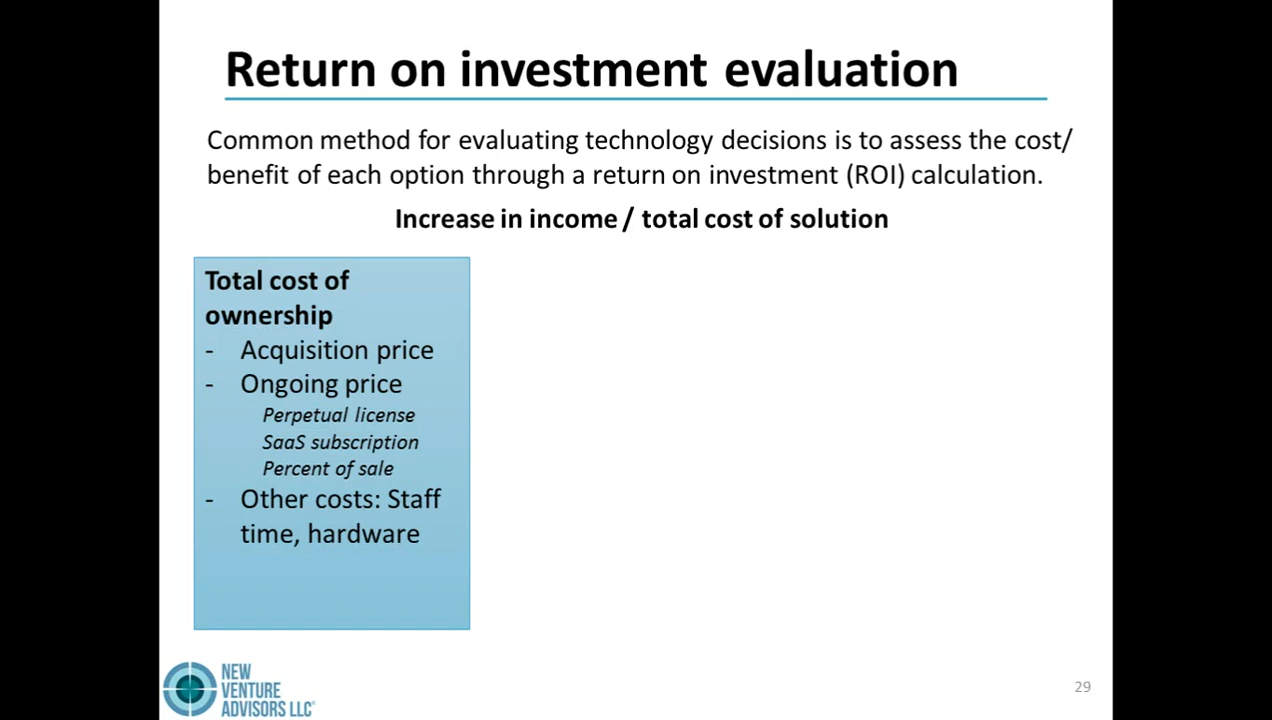 Return on investment evaluation
Common method for evaluating technology decisions is to assess the cost/
benefit of each option through a return on investment (ROI) calculation.
Increase in income / total cost of solution
Total cost of
ownership
- Acquisition price
- Ongoing price
Perpetual license
SaaS subscription
Percent of sale
- Other costs: Staff
time, hardware
NEW
VENTURE
ADVISORS LLC
29